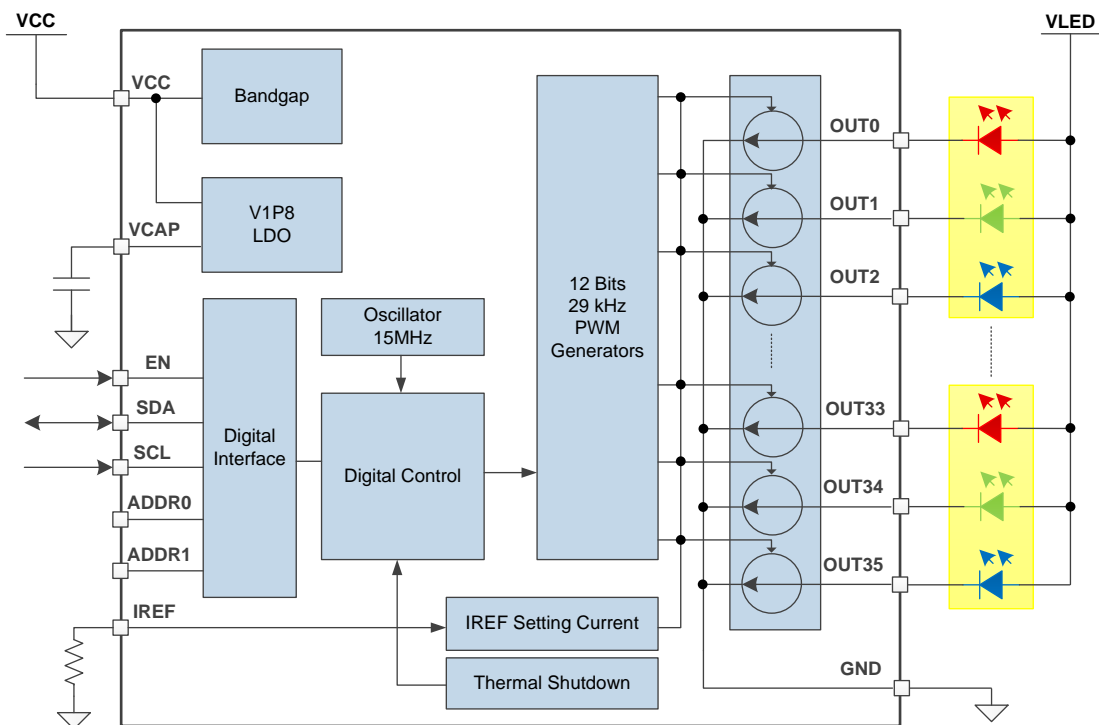 VCC
VLED
VCC
Bandgap
OUT0
V1P8
LDO
OUT1
VCAP
12 Bits
29 kHz
PWM
Generators
OUT2
Oscillator
15MHz
EN
SDA
SCL
ADDR0
ADDR1
Digital
Interface
Digital Control
OUT33
OUT34
OUT35
IREF
IREF Setting Current
Thermal Shutdown
GND